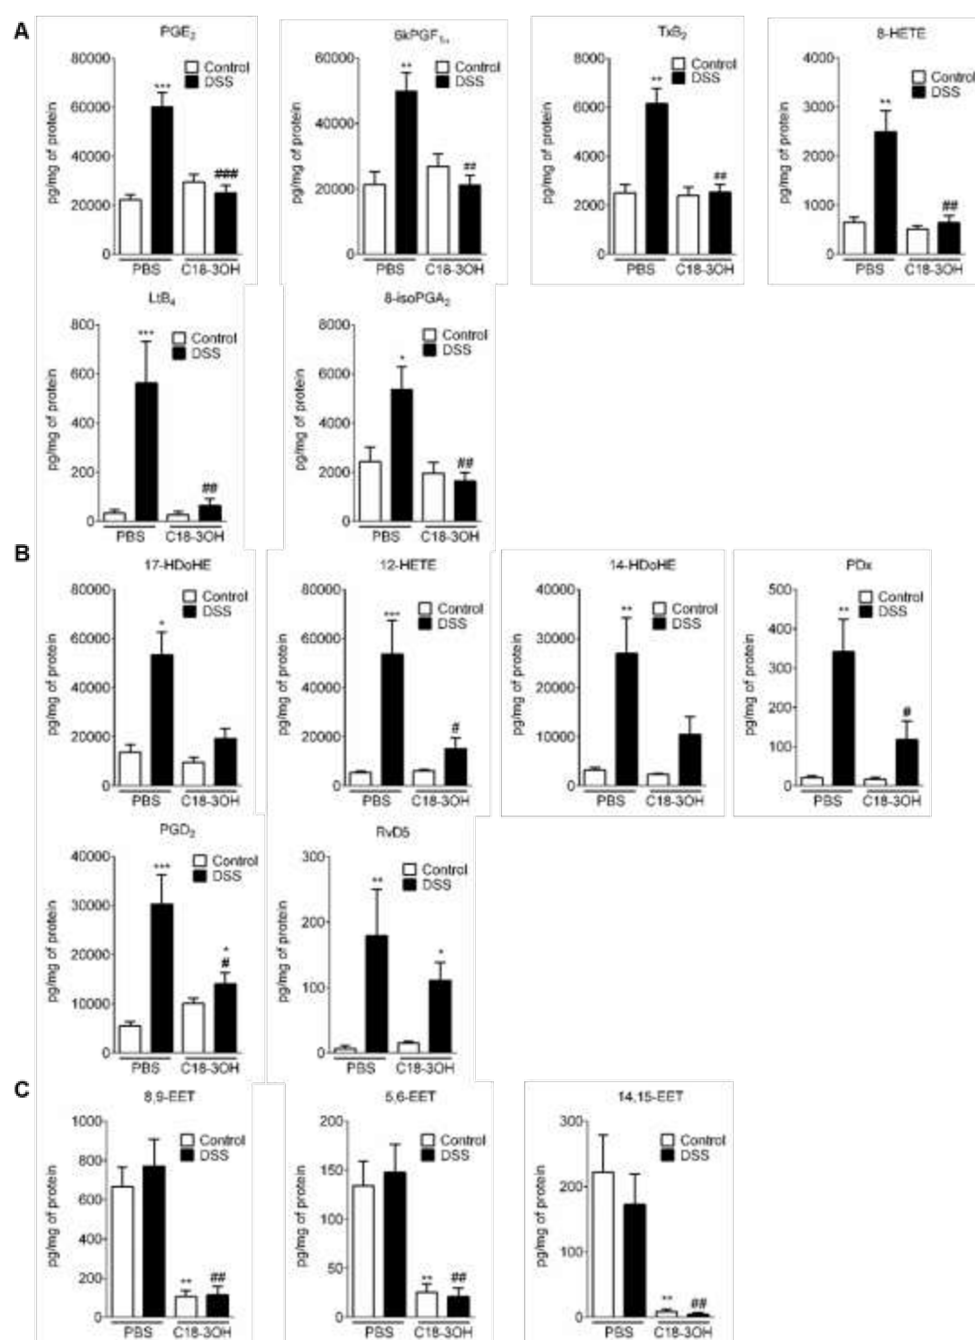 A
PGE2
Control
DSS
80000
60000
40000
20000
0
pg/mg of protein
***
###
PBS
C18-3OH
6kPGF1α
Control
DSS
60000
40000
20000
0
pg/mg of protein
**
##
PBS
C18-3OH
TxB2
Control
DSS
8000
6000
4000
2000
0
pg/mg of protein
**
##
PBS
C18-3OH
8-HETE
Control
DSS
4000
3000
2000
1000
0
pg/mg of protein
**
##
PBS
C18-3OH
LtB4
Control
DSS
800
600
400
200
0
pg/mg of protein
***
##
PBS
C18-3OH
8-isoPGA2
Control
DSS
8000
6000
4000
2000
0
pg/mg of protein
*
##
PBS
C18-3OH
B
17-HDoHE
Control
DSS
80000
60000
40000
20000
0
pg/mg of protein
*
PBS
C18-3OH
12-HETE
Control
DSS
80000
60000
40000
20000
0
pg/mg of protein
***
#
PBS
C18-3OH
14-HDoHE
Control
DSS
40000
30000
20000
10000
0
pg/mg of protein
**
PBS
C18-3OH
PDx
Control
DSS
500
400
300
200
100
0
pg/mg of protein
**
#
PBS
C18-3OH
PGD2
Control
DSS
40000
30000
20000
10000
0
pg/mg of protein
***
*
#
PBS
C18-3OH
RvD5
Control
DSS
300
200
100
0
pg/mg of protein
**
*
PBS
C18-3OH
C
8,9-EET
Control
DSS
1000
800
600
400
200
0
pg/mg of protein
**
##
PBS
C18-3OH
5,6-EET
Control
DSS
200
150
100
50
0
pg/mg of protein
**
##
PBS
C18-3OH
14,15-EET
Control
DSS
300
200
100
0
pg/mg of protein
**
##
PBS
C18-3OH